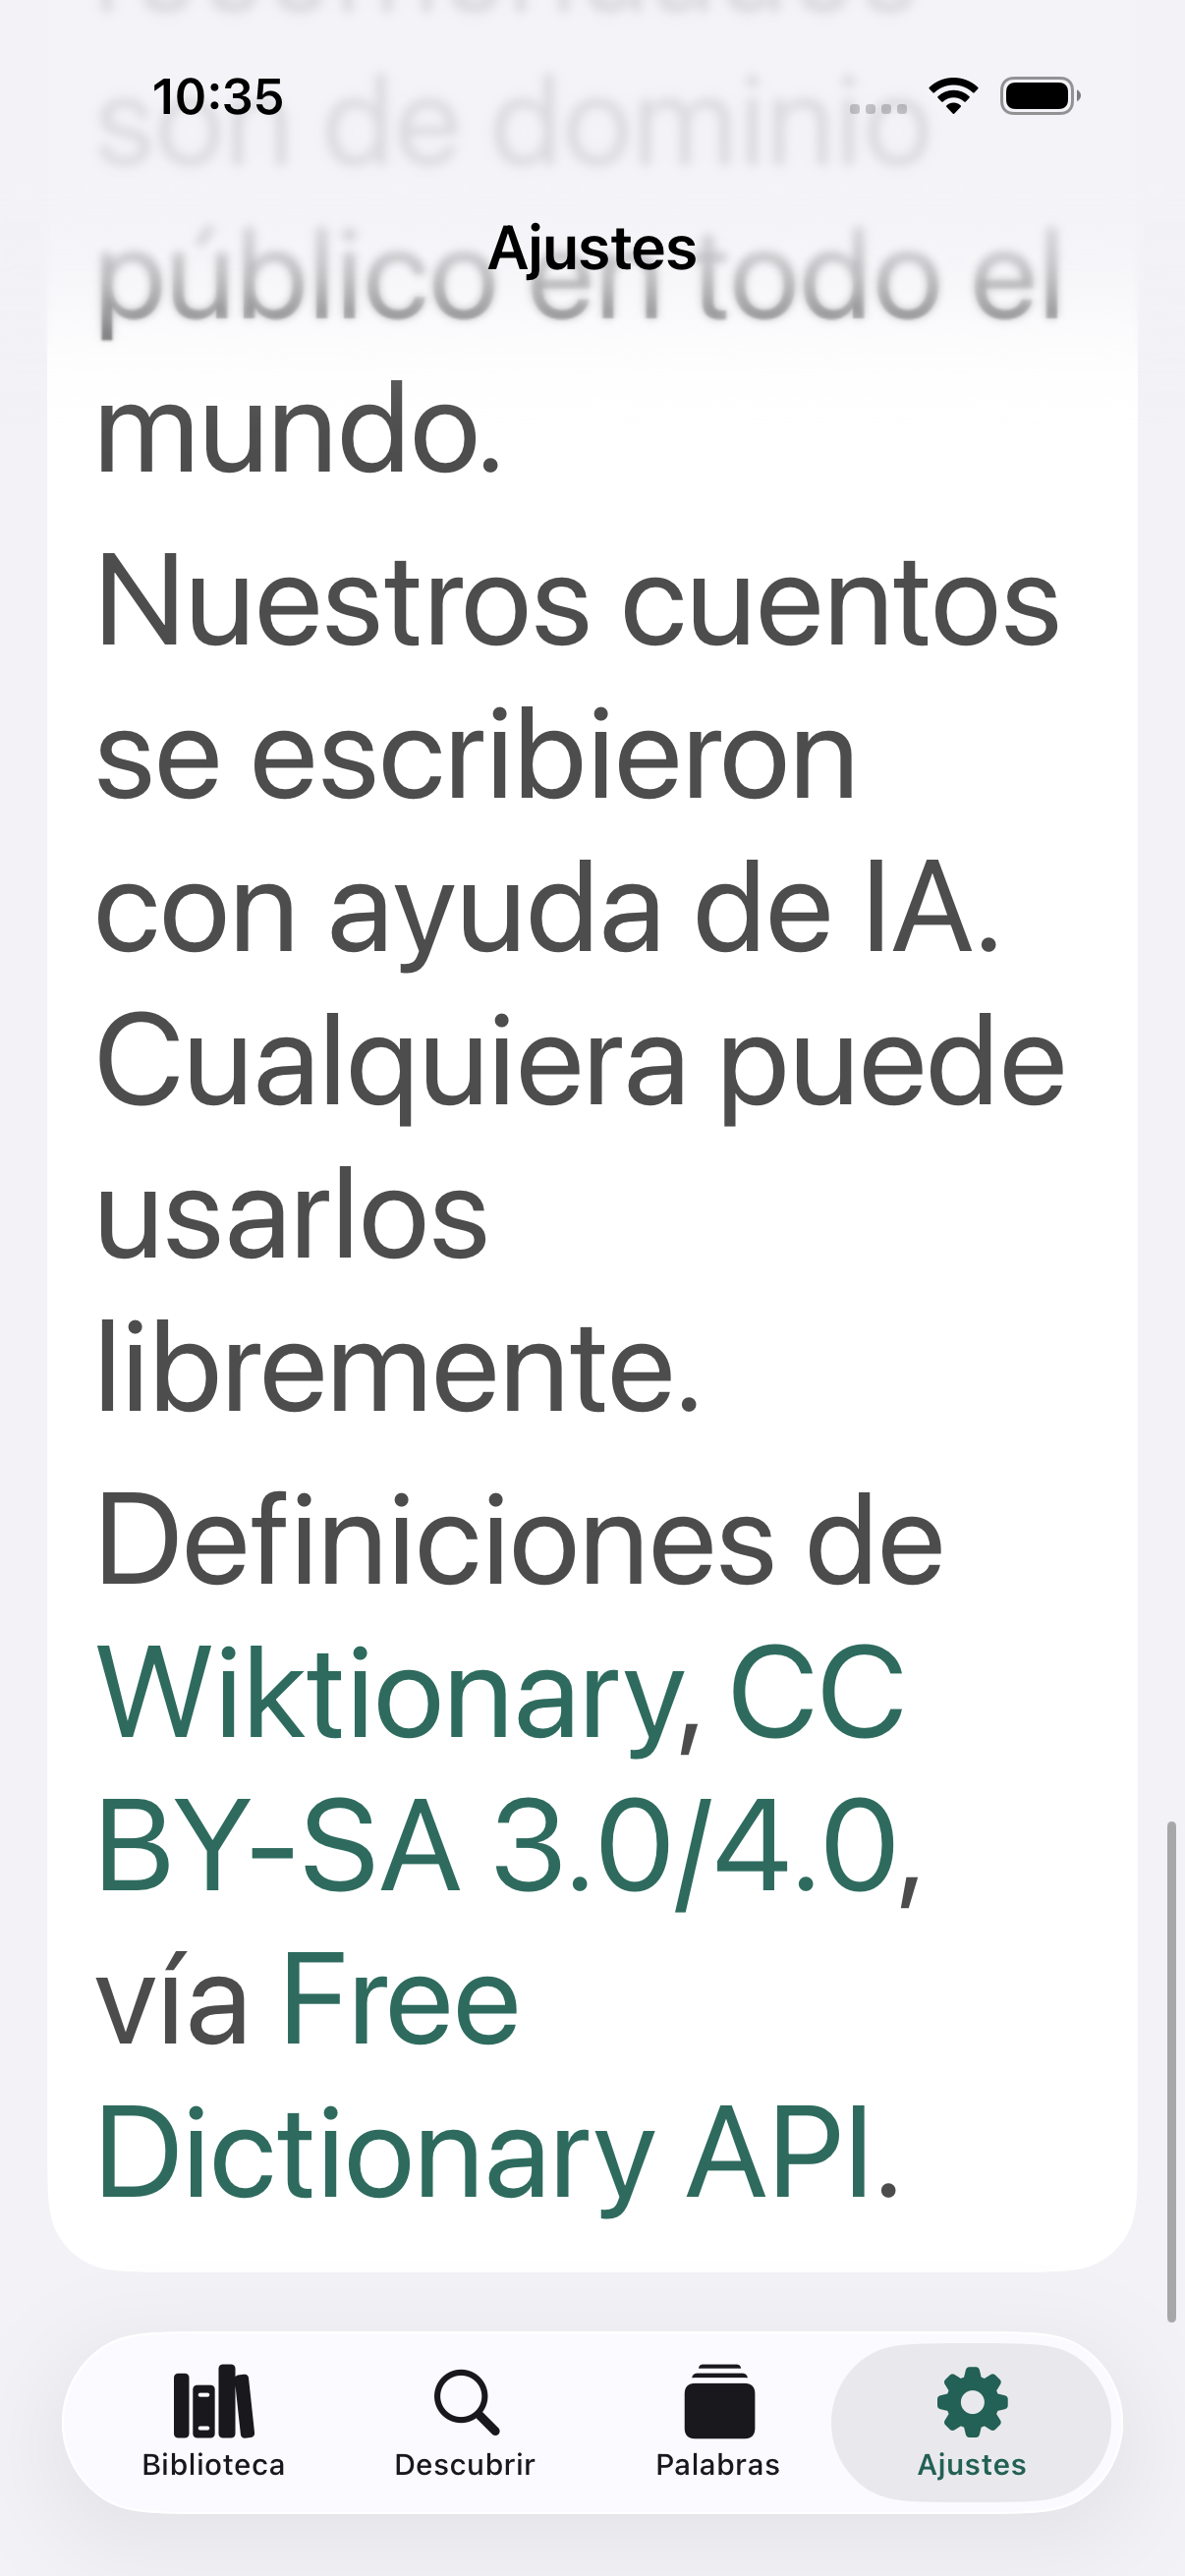 10:35
son de dominio
Ajustes
público en todo el
mundo.
Nuestros cuentos
se escribieron
con ayuda de IA.
Cualquiera puede
usarlos
libremente.
Definiciones de
Wiktionary, CC
BY-SA 3.0/4.0,
vía Free
Dictionary API.
Biblioteca
Descubrir
Palabras
Ajustes